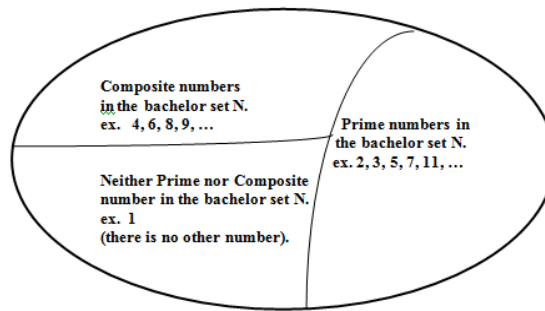 Composite numbers
in the bachelor set N.
ex. 4, 6, 8, 9, ...
Prime numbers in
the bachelor set N.
ex. 2, 3, 5, 7, 11, ...
Neither Prime nor Composite
number in the bachelor set N.
ex. 1
(there is no other number).